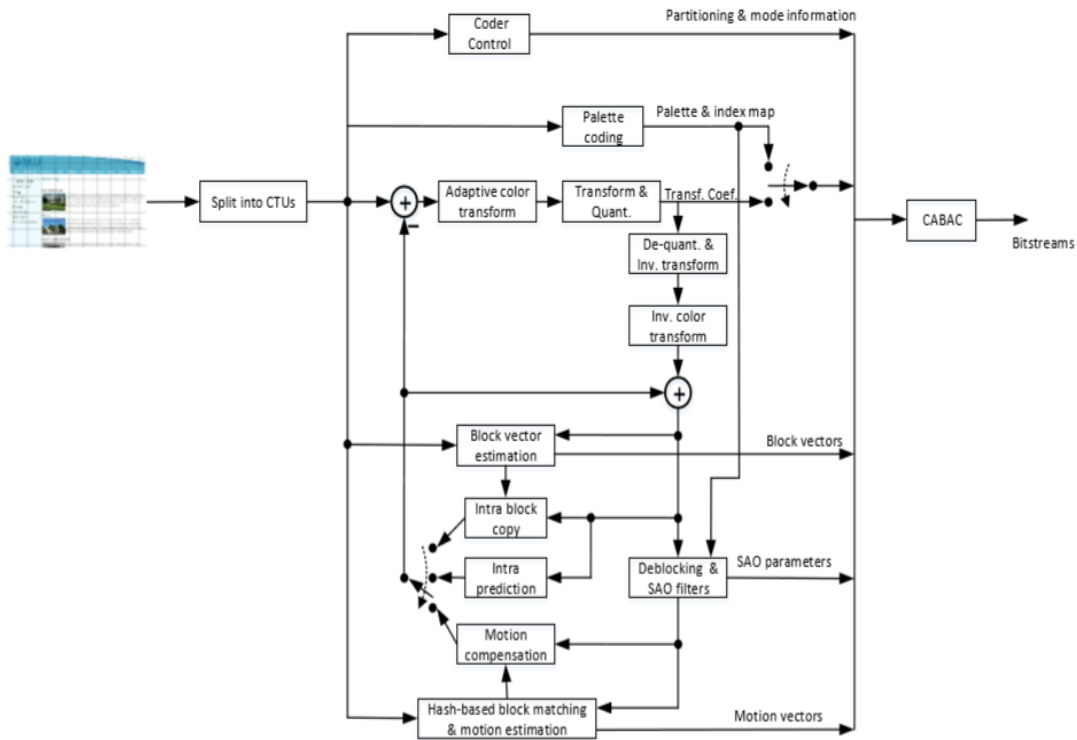 Partitioning & mode information
Coder
Control
Palette & index map
Palette
coding
Split into CTUs
Adaptive color
transform
Transform &
Quant.
Transf. Coef.
CABAC
Bitstreams
De-quant. &
Inv. transform
Inv. color
transform
Block vector
estimation
Block vectors
Intra block
copy
Intra
prediction
Deblocking &
SAO filters
SAO parameters
Motion
compensation
Hash-based block matching
& motion estimation
Motion vectors